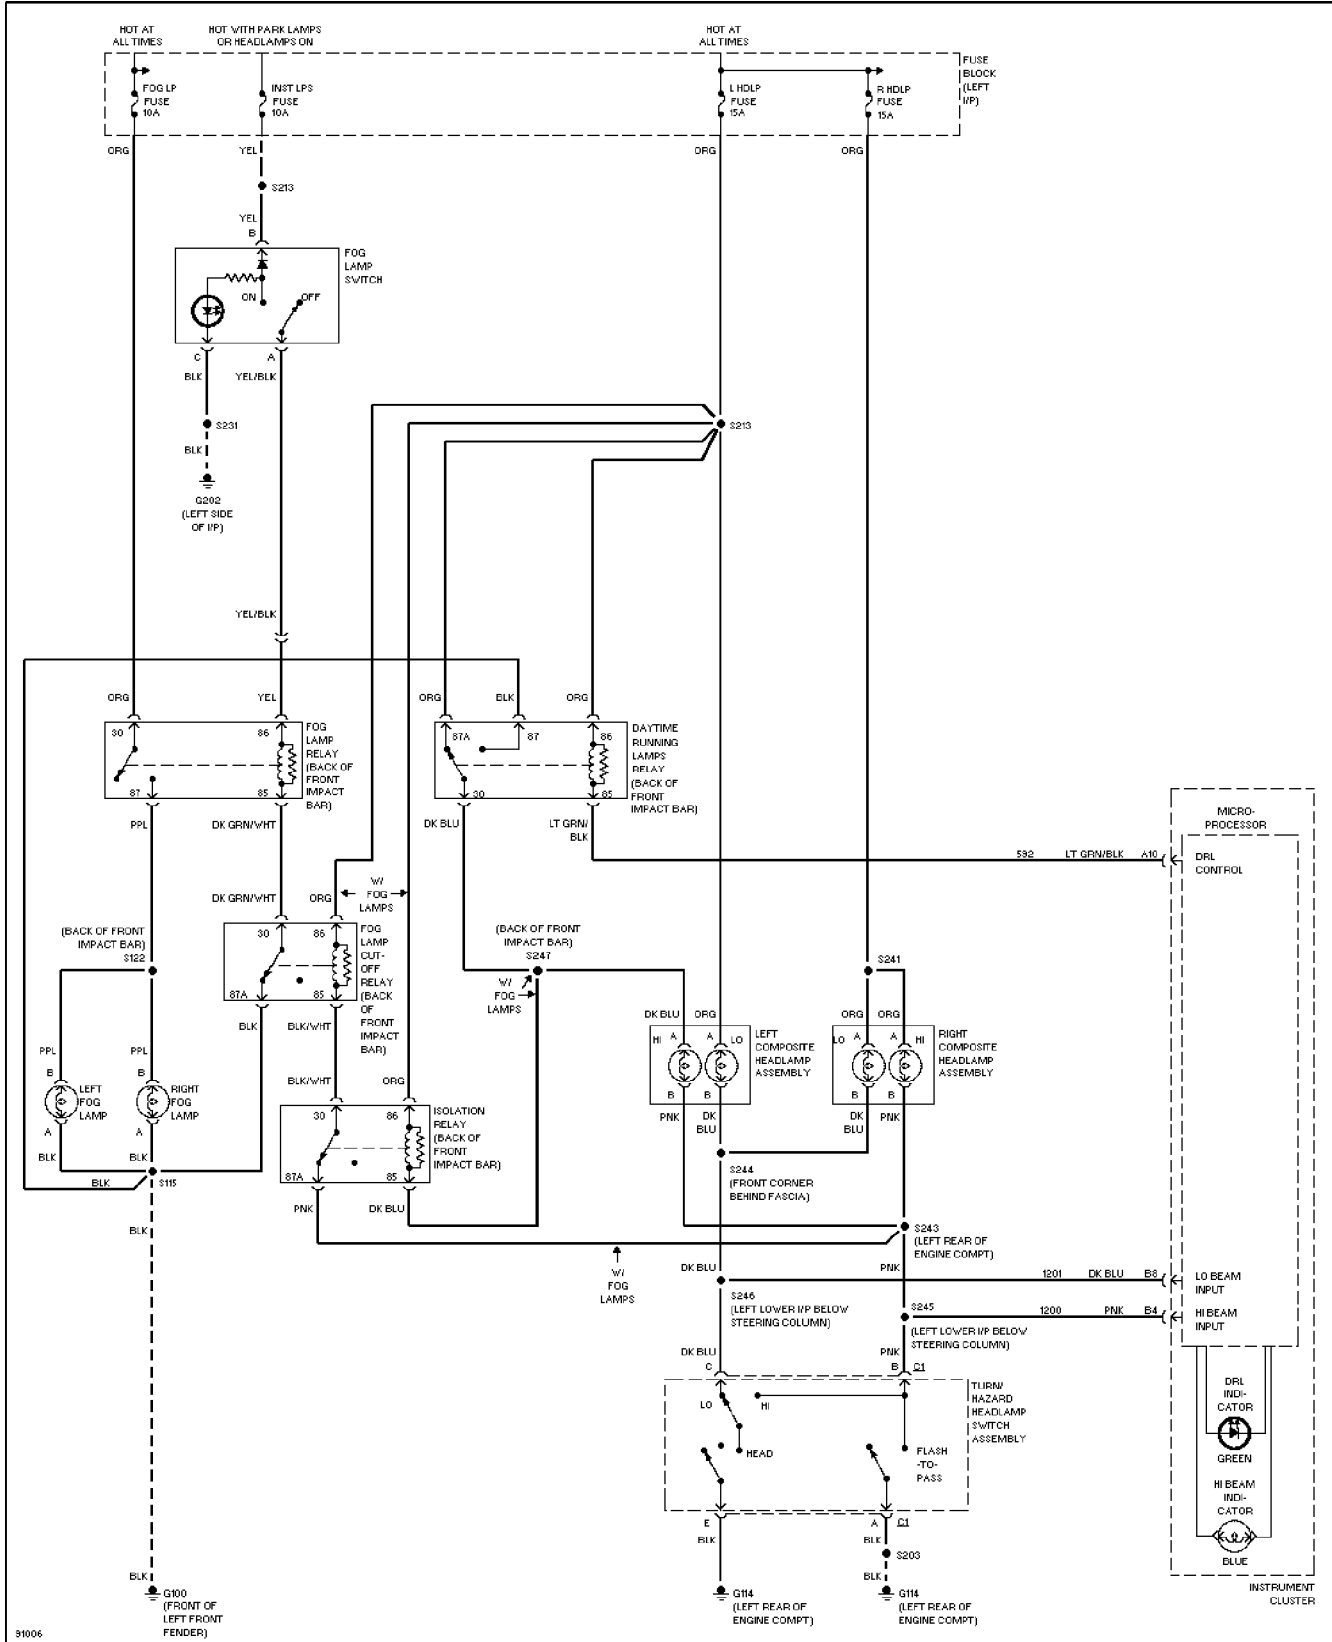 HOT AT
ALL TIMES
HOT WITH PARK LAMPS
OR HEADLAMPS ON
HOT AT
ALL TIMES
FUSE
BLOCK
(LEFT
I/P)
FOG LP
FUSE
10A
INST LPS
FUSE
10A
L HDLP
FUSE
15A
R HDLP
FUSE
15A
ORG
YEL
ORG
ORG
S213
YEL
B
FOG
LAMP
SWITCH
ON
OFF
C
A
BLK
YEL/BLK
S231
S213
BLK
G202
(LEFT SIDE
OF I/P)
YEL/BLK
ORG
YEL
ORG
BLK
ORG
30
86
FOG
LAMP
RELAY
(BACK OF
FRONT
IMPACT
BAR)
87
85
87A
87
86
DAYTIME
RUNNING
LAMPS
RELAY
(BACK OF
FRONT
IMPACT BAR)
30
85
PPL
DK GRN/WHT
DK BLU
LT GRN/
BLK
MICRO-
PROCESSOR
592
LT GRN/BLK
A10
DRL
CONTROL
W/
FOG
LAMPS
DK GRN/WHT
ORG
30
86
FOG
LAMP
CUT-
OFF
RELAY
(BACK
OF
FRONT
IMPACT
BAR)
87A
85
(BACK OF FRONT
IMPACT BAR)
S122
(BACK OF FRONT
IMPACT BAR)
S247
W/
FOG
LAMPS
S241
BLK
BLK/WHT
DK BLU
ORG
ORG
ORG
HI
A
A
LO
LEFT
COMPOSITE
HEADLAMP
ASSEMBLY
LO
A
A
HI
RIGHT
COMPOSITE
HEADLAMP
ASSEMBLY
B
B
B
B
PPL
PPL
B
B
LEFT
FOG
LAMP
RIGHT
FOG
LAMP
A
A
BLK
BLK
BLK/WHT
ORG
30
86
ISOLATION
RELAY
(BACK OF
FRONT
IMPACT BAR)
87A
85
PNK
DK
BLU
DK
BLU
PNK
S244
(FRONT CORNER
BEHIND FASCIA)
BLK
S115
PNK
DK BLU
BLK
S243
(LEFT REAR OF
ENGINE COMPT)
W/
FOG
LAMPS
DK BLU
PNK
1201
DK BLU
B8
LO BEAM
INPUT
S246
(LEFT LOWER I/P BELOW
STEERING COLUMN)
S245
(LEFT LOWER I/P BELOW
STEERING COLUMN)
1200
PNK
B4
HI BEAM
INPUT
DK BLU
C
PNK
B
C1
LO
HI
HEAD
FLASH
-TO-
PASS
TURN/
HAZARD
HEADLAMP
SWITCH
ASSEMBLY
DRL
INDI-
CATOR
GREEN
HI BEAM
INDI-
CATOR
BLUE
E
A
C1
BLK
BLK
S203
BLK
BLK
G100
(FRONT OF
LEFT FRONT
FENDER)
G114
(LEFT REAR OF
ENGINE COMPT)
G114
(LEFT REAR OF
ENGINE COMPT)
INSTRUMENT
CLUSTER
91006